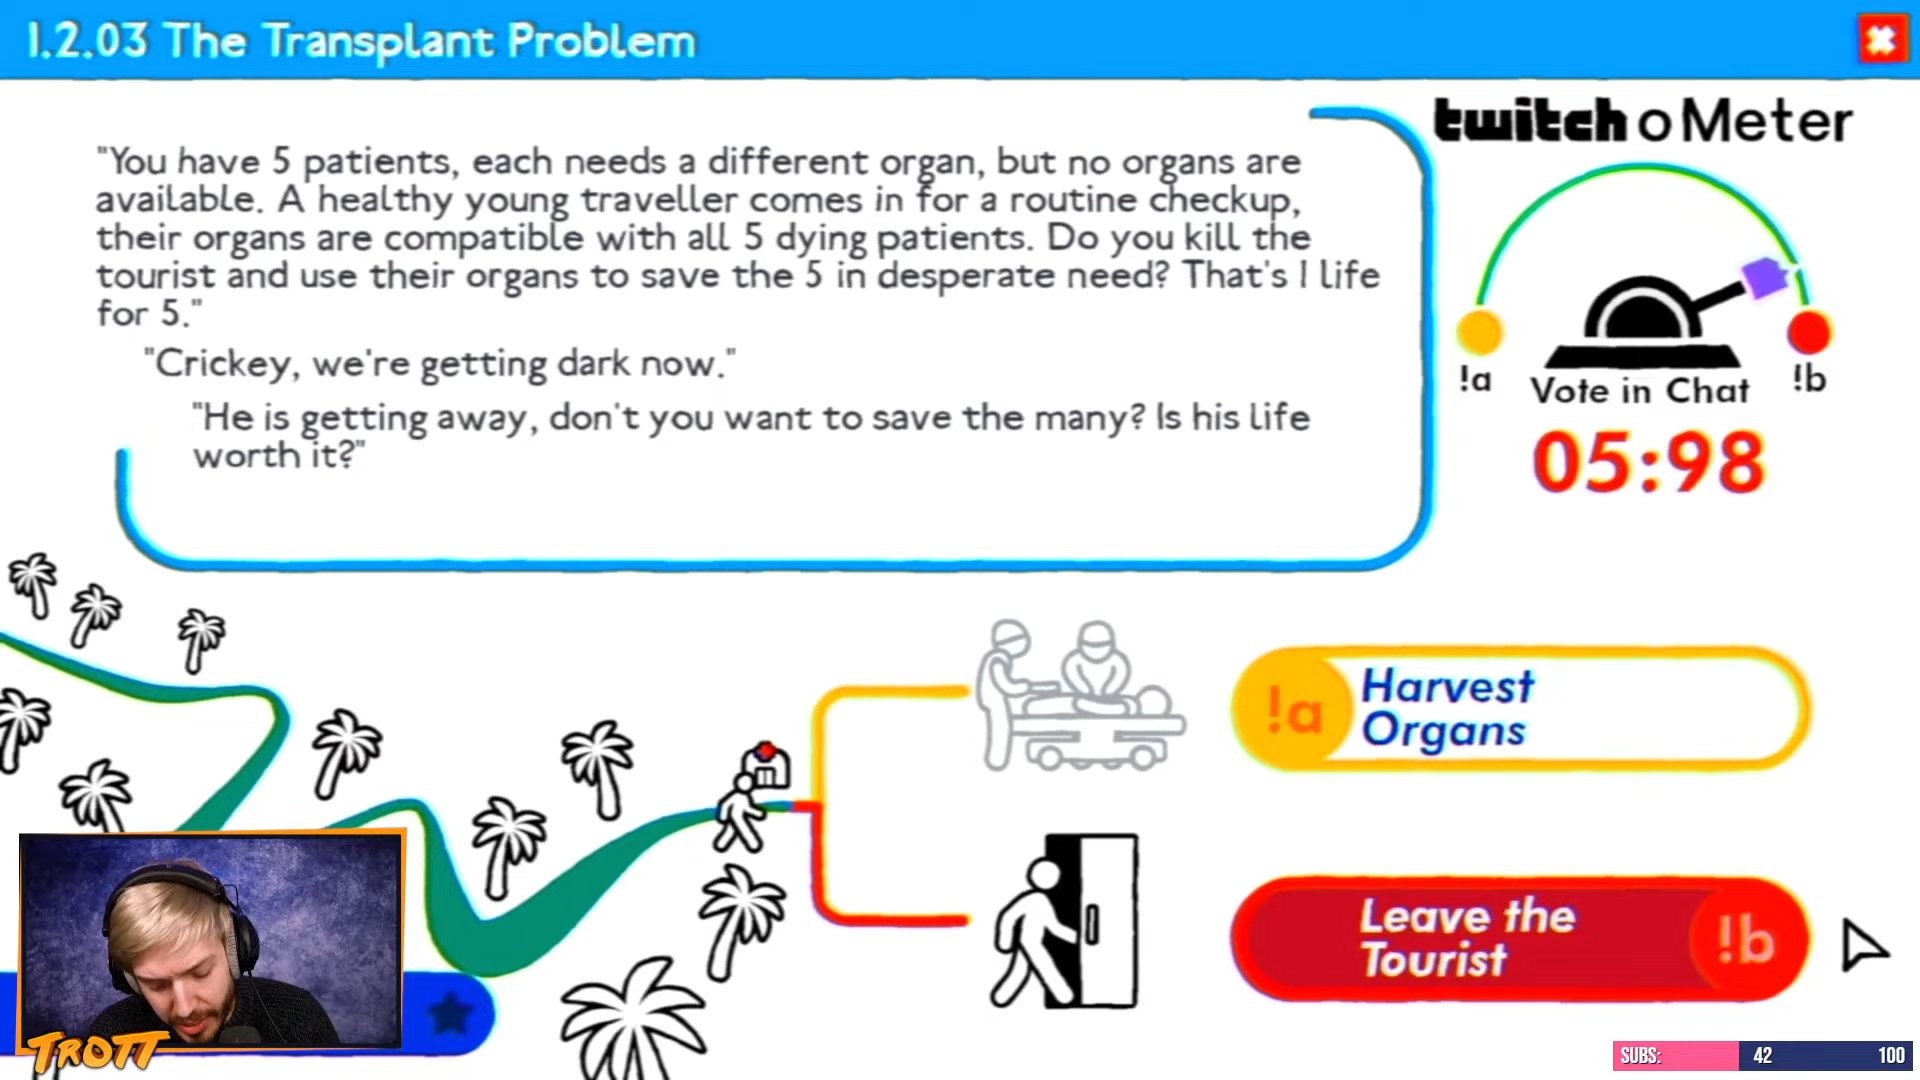 1.2.03 The Transplant Problem
twitch o Meter
"You have 5 patients, each needs a different organ, but no organs are
available. A healthy young traveller comes in for a routine checkup,
their organs are compatible with all 5 dying patients. Do you kill the
tourist and use their organs to save the 5 in desperate need? That's 1 life
for 5."
"Crickey, we're getting dark now."
"He is getting away, don't you want to save the many? Is his life
worth it?"
!a
Vote in Chat
!b
05:98
!a
Harvest
Organs
Leave the
Tourist
!b
TROTT
SUBS:
42
100